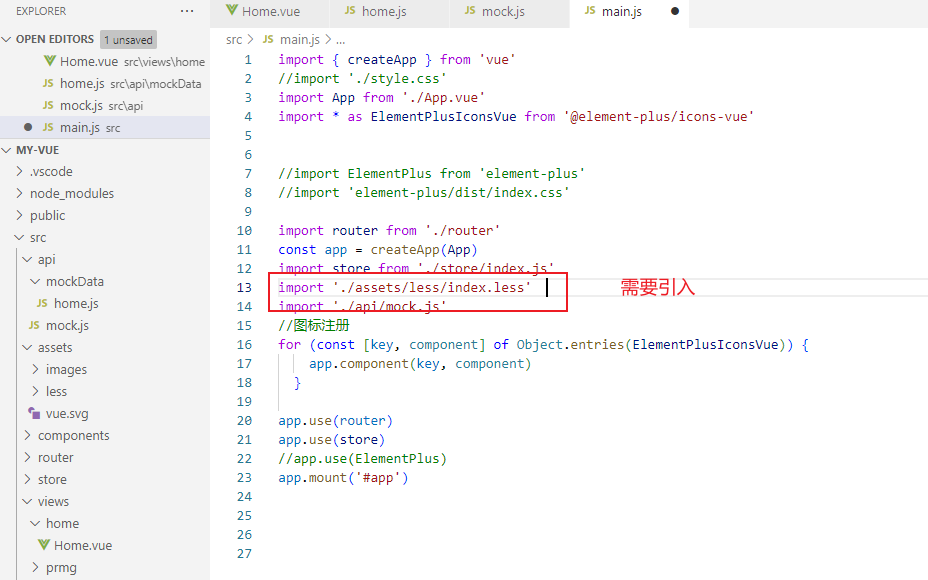 EXPLORER ...
OPEN EDITORS 1 unsaved
Home.vue src\views\home
JS home.js src\api\mockData
JS mock.js src\api
JS main.js src
MY-VUE
.vscode
node_modules
public
src
api
mockData
JS home.js
JS mock.js
assets
images
less
vue.svg
components
router
store
views
home
Home.vue
prmg
Home.vue JS home.js JS mock.js JS main.js
src > JS main.js > ...
1 import { createApp } from 'vue'
2 //import './style.css'
3 import App from './App.vue'
4 import * as ElementPlusIconsVue from '@element-plus/icons-vue'
5
6
7 //import ElementPlus from 'element-plus'
8 //import 'element-plus/dist/index.css'
9
10 import router from './router'
11 const app = createApp(App)
12 import store from './store/index.js'
13 import './assets/less/index.less' 需要引入
14 import './api/mock.js'
15 //图标注册
16 for (const [key, component] of Object.entries(ElementPlusIconsVue)) {
17 app.component(key, component)
18 }
19
20 app.use(router)
21 app.use(store)
22 //app.use(ElementPlus)
23 app.mount('#app')
24
25
26
27